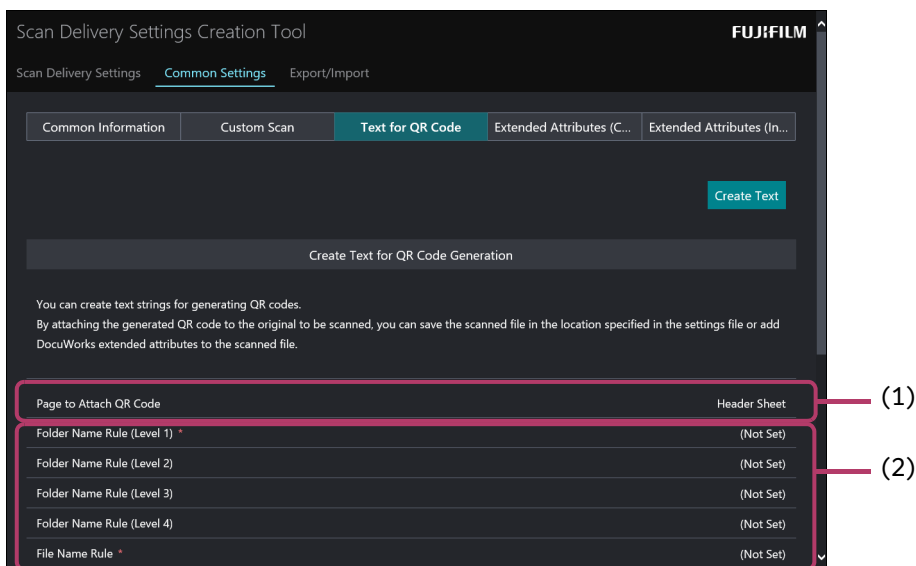 Scan Delivery Settings Creation Tool
FUJIFILM
Scan Delivery Settings Common Settings Export/Import
Common Information Custom Scan Text for QR Code Extended Attributes (C... Extended Attributes (In...
Create Text
Create Text for QR Code Generation
You can create text strings for generating QR codes.
By attaching the generated QR code to the original to be scanned, you can save the scanned file in the location specified in the settings file or add
DocuWorks extended attributes to the scanned file.
Page to Attach QR Code Header Sheet
(1)
Folder Name Rule (Level 1) * (Not Set)
Folder Name Rule (Level 2) (Not Set)
(2)
Folder Name Rule (Level 3) (Not Set)
Folder Name Rule (Level 4) (Not Set)
File Name Rule * (Not Set)